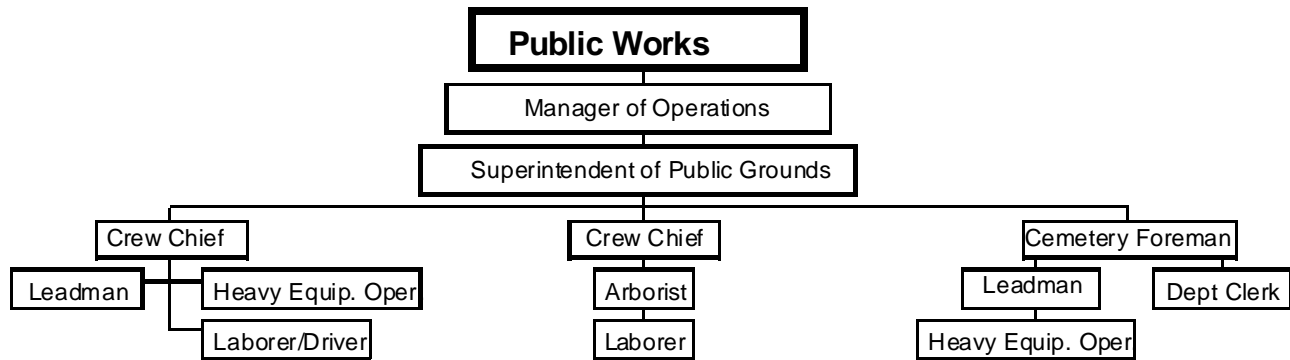 Public Works
Manager of Operations
Superintendent of Public Grounds
Crew Chief
Crew Chief
Cemetery Foreman
Leadman
Heavy Equip. Oper
Arborist
Leadman
Dept Clerk
Laborer/Driver
Laborer
Heavy Equip. Oper